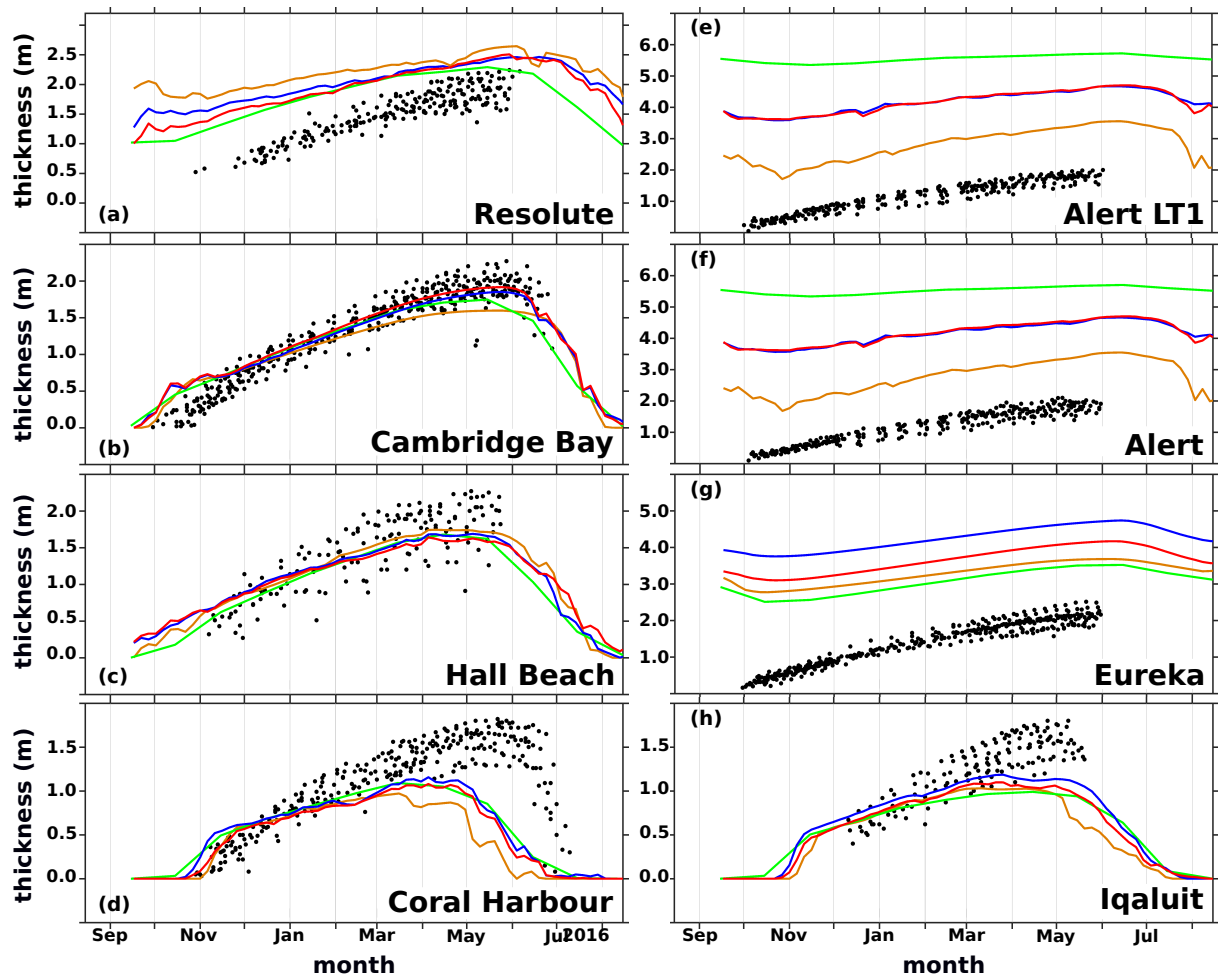 thickness (m)
2.5
2.0
1.5
1.0
0.0
(a)
Resolute
(e)
6.0
5.0
4.0
3.0
2.0
1.0
Alert LT1
thickness (m)
2.0
1.5
1.0
0.5
0.0
(b)
Cambridge Bay
(f)
6.0
5.0
4.0
3.0
2.0
1.0
Alert
thickness (m)
2.0
1.5
1.0
0.5
0.0
(c)
Hall Beach
(g)
5.0
4.0
3.0
2.0
1.0
Eureka
thickness (m)
1.5
1.0
0.5
0.0
(d)
Coral Harbour
(h)
1.5
1.0
0.5
0.0
Iqaluit
Sep Nov Jan Mar May Jul 2016
month
Sep Nov Jan Mar May Jul
month